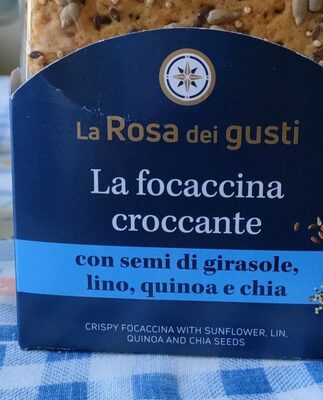 La Rosa dei gusti
La focaccina
croccante
con semi di girasole,
lino, quinoa e chia
CRISPY FOCACCINA WITH SUNFLOWER, LIN,
QUINOA AND CHIA SEEDS